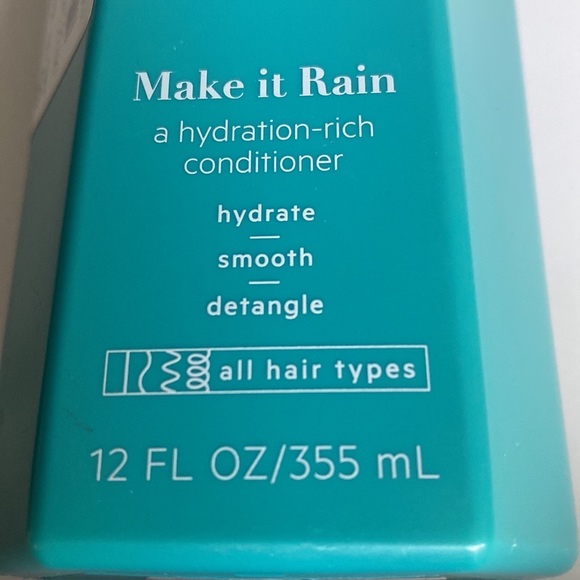 Make it Rain
a hydration-rich
conditioner
hydrate
smooth
detangle
all hair types
12 FL OZ/355 mL